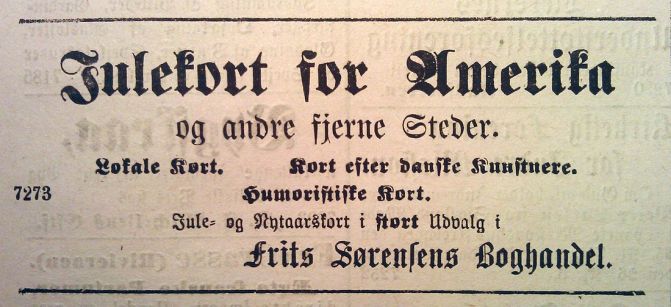 Julekort for Amerika
og andre fjerne Steder.
Lokale Kort. Kort efter danske Kunstnere.
7273 Humoristiske Kort.
Jule- og Nytaarskort i stort Udvalg i
Frits Sørensens Boghandel.